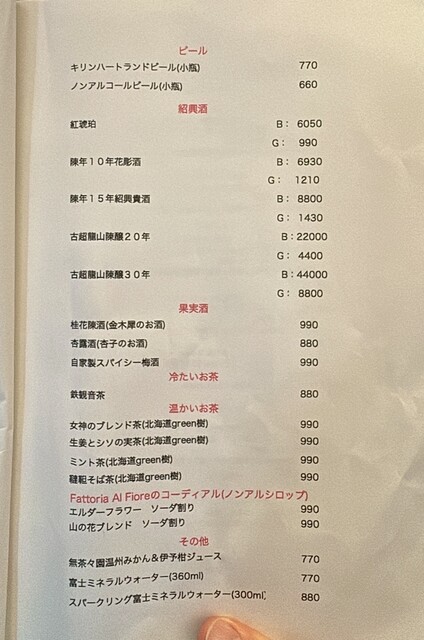 ビール
キリンハートランドビール(小瓶) 770
ノンアルコールビール(小瓶) 660
紹興酒
紅琥珀 B： 6050
G： 990
陳年１０年花彫酒 B： 6930
G： 1210
陳年１５年紹興貴酒 B： 8800
G： 1430
古越龍山陳醸２０年 B：22000
G： 4400
古越龍山陳醸３０年 B：44000
G： 8800
果実酒
桂花陳酒(金木犀のお酒) 990
杏露酒(杏子のお酒) 880
自家製スパイシー梅酒 990
冷たいお茶
鉄観音茶 880
温かいお茶
女神のブレンド茶(北海道green樹) 990
生姜とシソの実茶(北海道green樹) 990
ミント茶(北海道green樹) 990
韃靼そば茶(北海道green樹) 990
Fattoria Al Fioreのコーディアル(ノンアルシロップ)
エルダーフラワー　ソーダ割り 990
山の花ブレンド　ソーダ割り 990
その他
無茶々園温州みかん＆伊予柑ジュース 770
富士ミネラルウォーター(360ml) 770
スパークリング富士ミネラルウォーター(300ml) 880